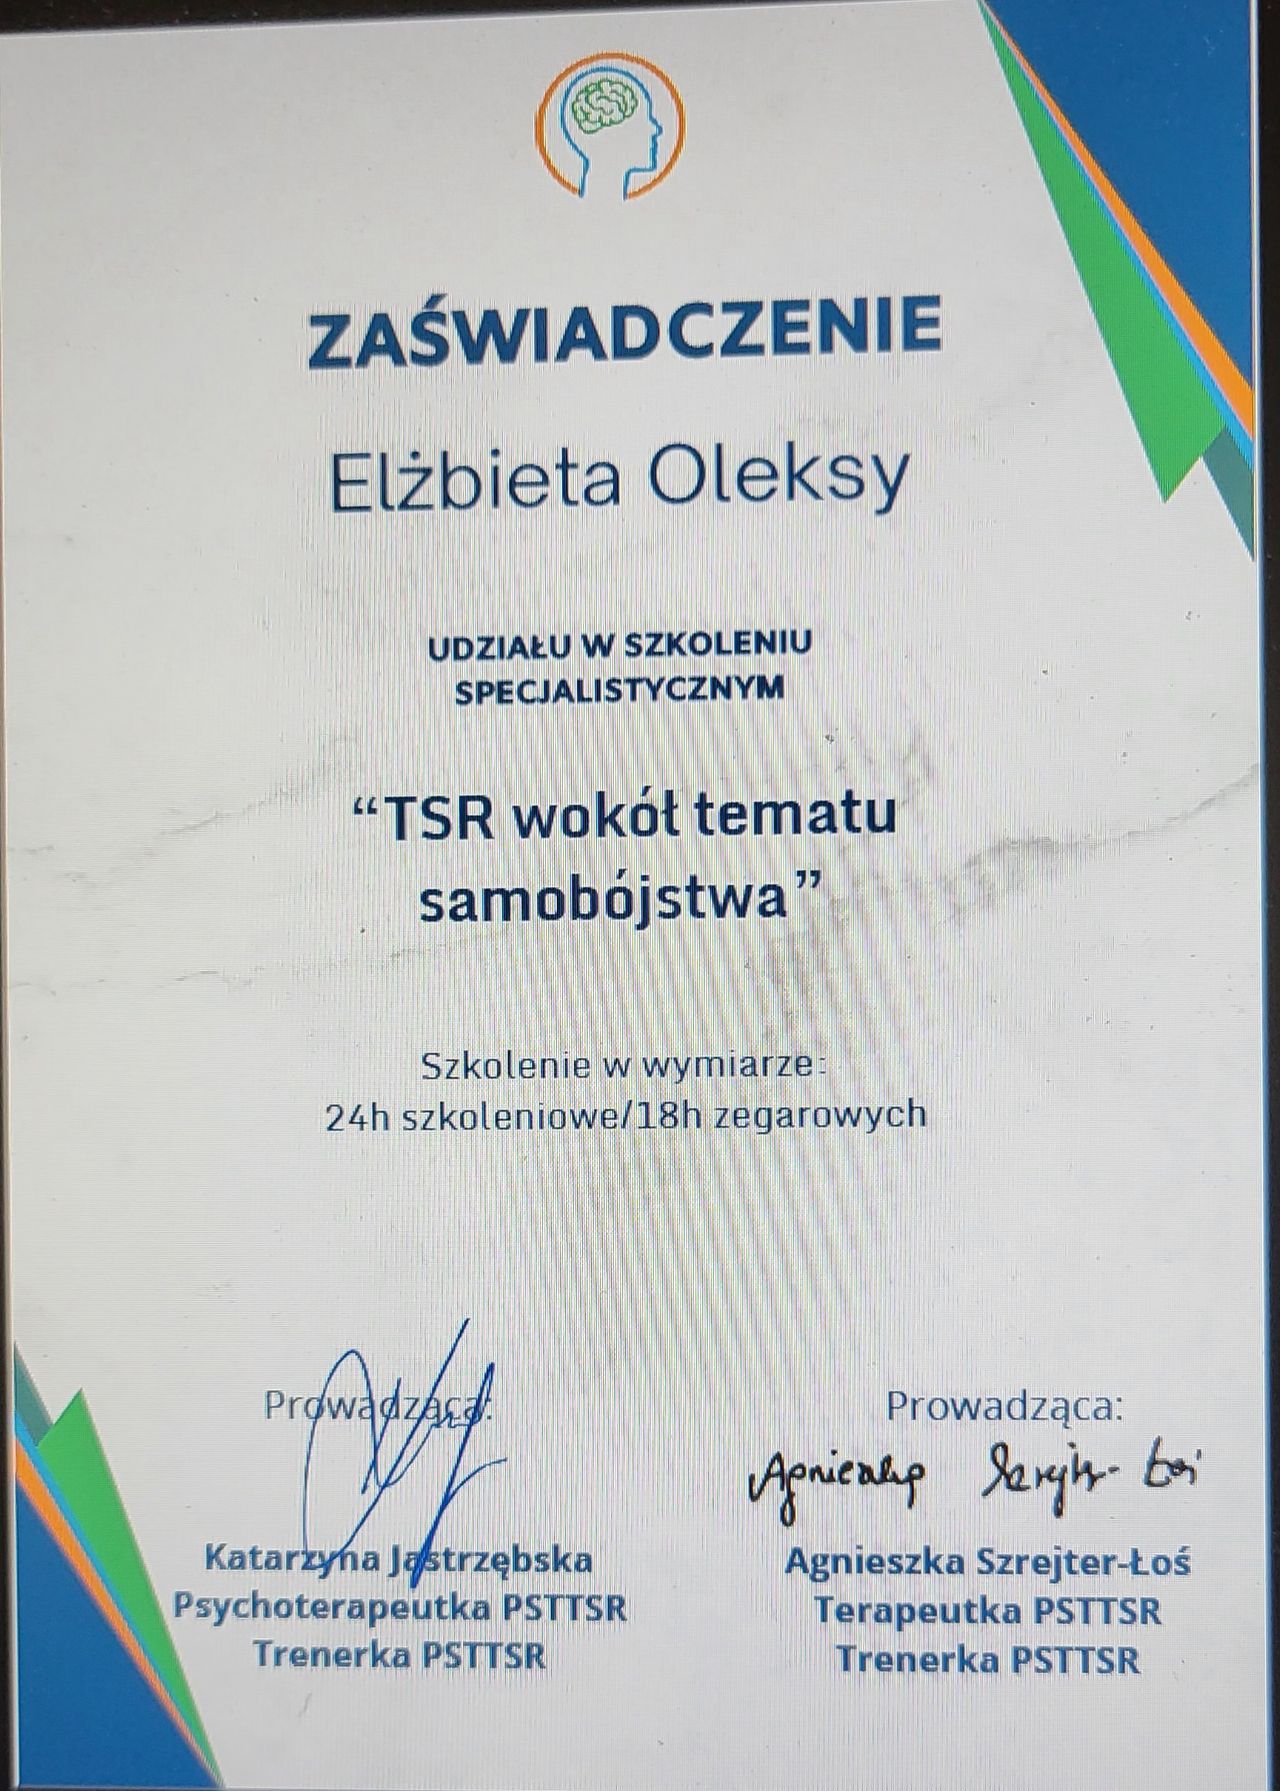 ZAŚWIADCZENIE
Elżbieta Oleksy
UDZIAŁU W SZKOLENIU
SPECJALISTYCZNYM
“TSR wokół tematu
samobójstwa”
Szkolenie w wymiarze:
24h szkoleniowe/18h zegarowych
Prowadząca:
Prowadząca:
Agnieszka Szrejter-Łoś
Katarzyna Jastrzębska
Psychoterapeutka PSTTSR
Trenerka PSTTSR
Agnieszka Szrejter-Łoś
Terapeutka PSTTSR
Trenerka PSTTSR